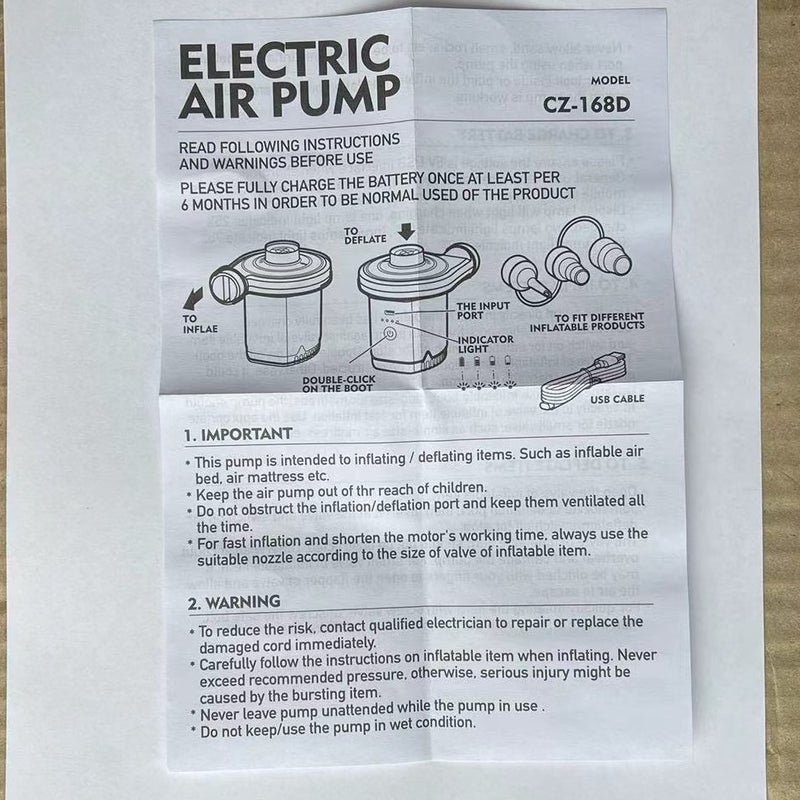 ELECTRIC
AIR PUMP
MODEL
CZ-168D
READ FOLLOWING INSTRUCTIONS
AND WARNINGS BEFORE USE
PLEASE FULLY CHARGE THE BATTERY ONCE AT LEAST PER
6 MONTHS IN ORDER TO BE NORMAL USED OF THE PRODUCT
TO
DEFLATE
TO
INFLAE
THE INPUT
PORT
INDICATOR
LIGHT
DOUBLE-CLICK
ON THE BOOT
TO FIT DIFFERENT
INFLATABLE PRODUCTS
USB CABLE
1. IMPORTANT
* This pump is intended to inflating / deflating items. Such as inflable air
bed, air mattress etc.
* Keep the air pump out of thr reach of children.
* Do not obstruct the inflation/deflation port and keep them ventilated all
the time.
* For fast inflation and shorten the motor's working time, always use the
suitable nozzle according to the size of valve of inflatable item.
2. WARNING
* To reduce the risk, contact qualified electrician to repair or replace the
damaged cord immediately.
* Carefully follow the instructions on inflatable item when inflating. Never
exceed recommended pressure, otherwise, serious injury might be
caused by the bursting item.
* Never leave pump unattended while the pump in use .
* Do not keep/use the pump in wet condition.